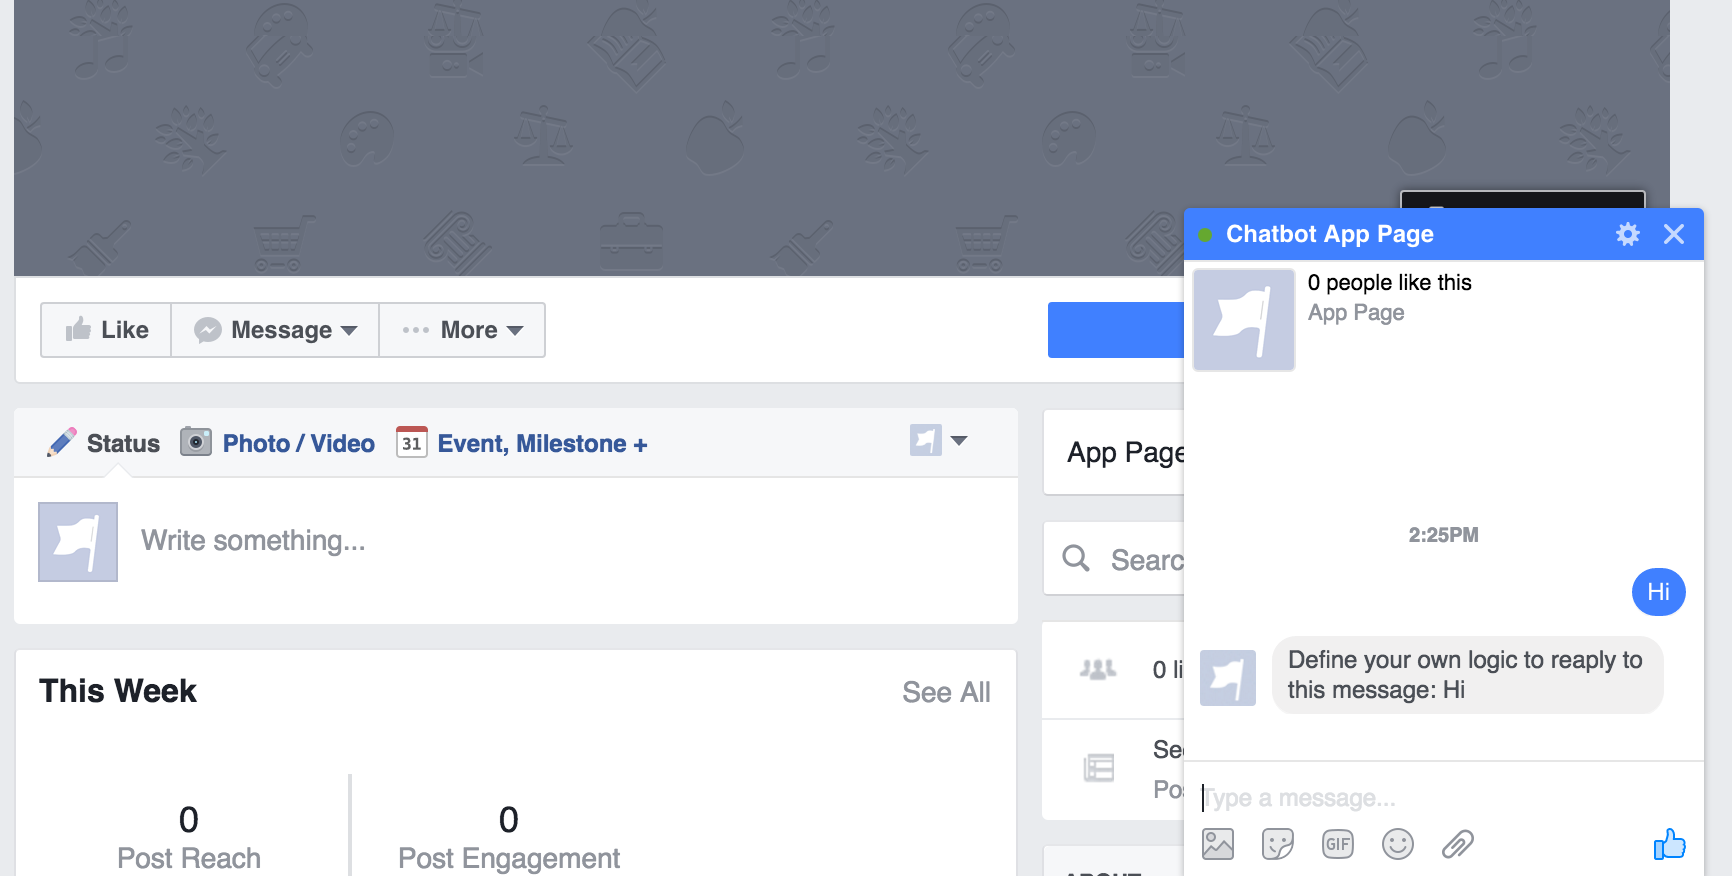 Like
Message
More
Status
Photo / Video
31
Event, Milestone +
Write something...
This Week
See All
0
Post Reach
0
Post Engagement
App Page
Searc
0 li
Chatbot App Page
0 people like this
App Page
2:25PM
Hi
Define your own logic to reaply to
this message: Hi
Type a message...
GIF